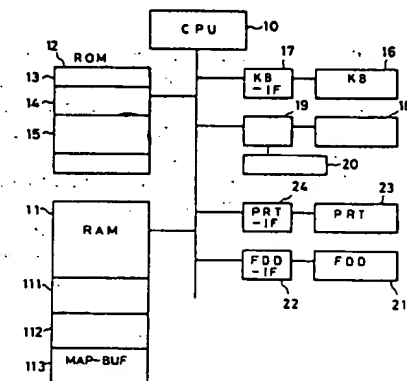 CPU
10
12
ROM
13
14
15
17
KB
-IF
16
KB
19
18
20
11
RAM
111
112
113
MAP-BUF
24
PRT
-IF
23
PRT
FDD
-IF
22
FDD
21